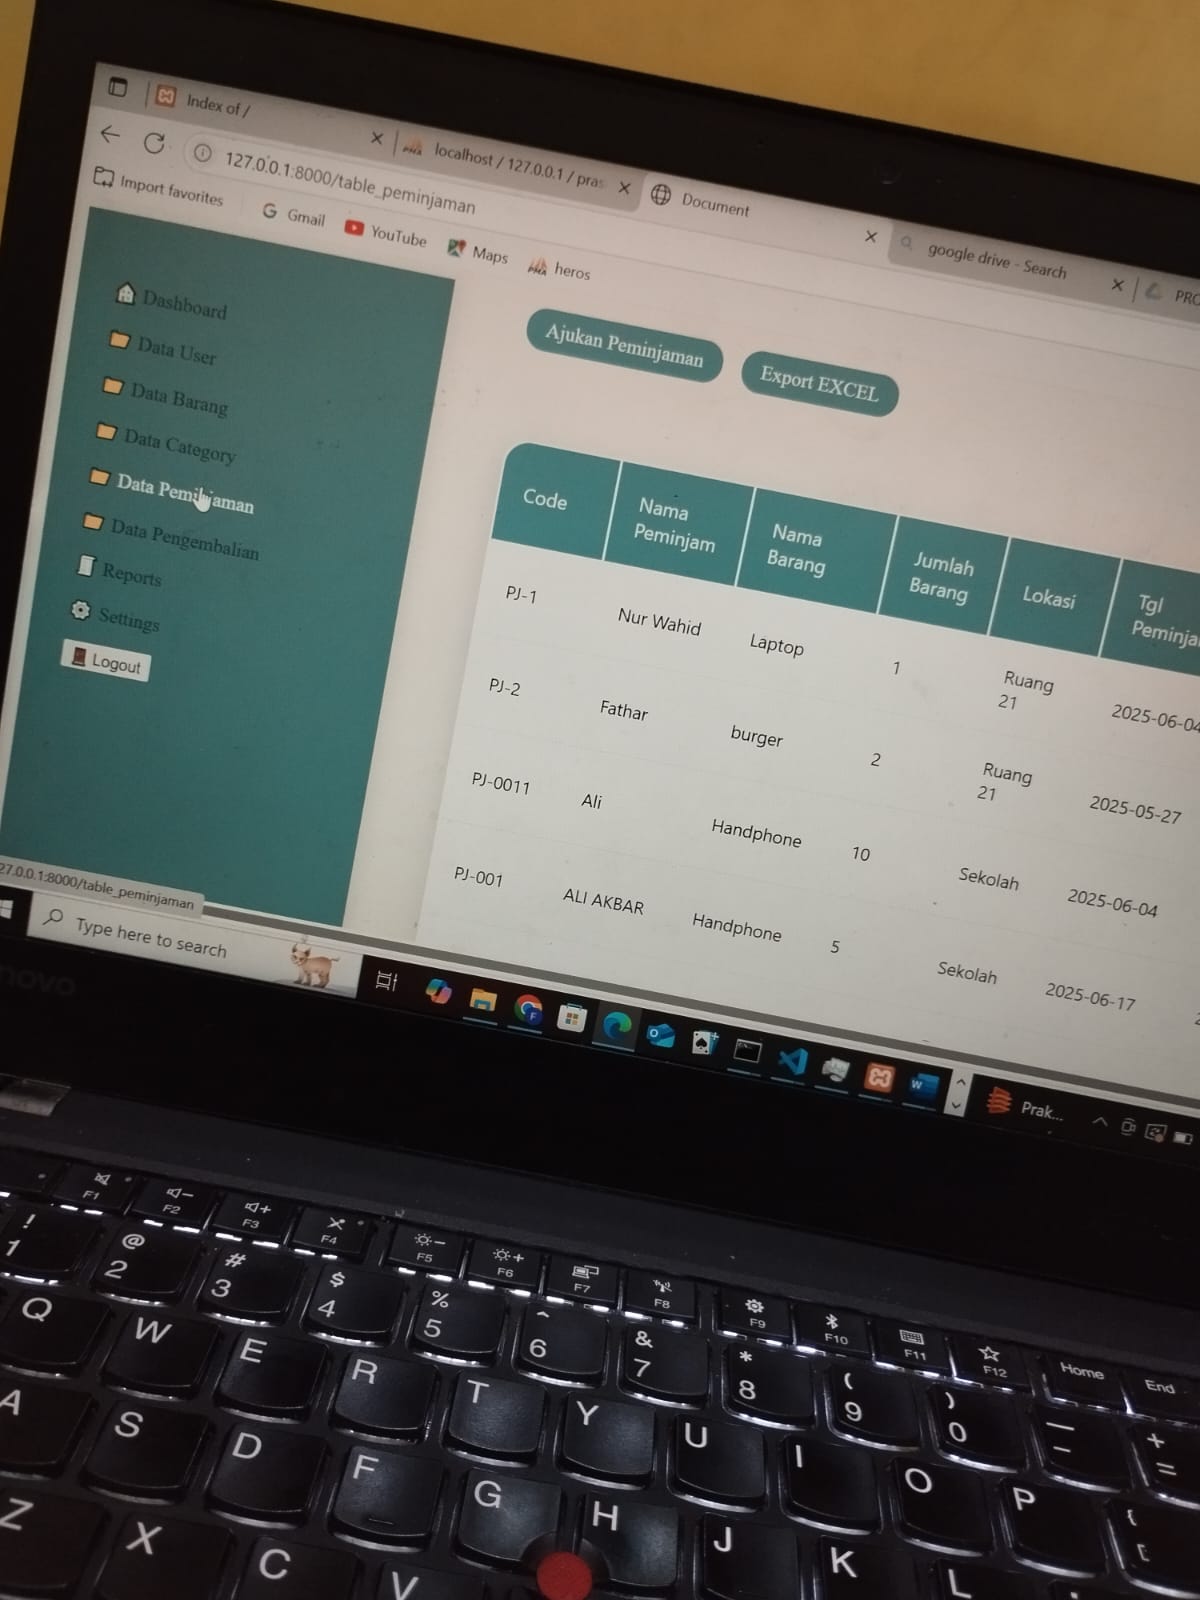 Index of /
localhost / 127.0.0.1 / pras
Document
google drive - Search
127.0.0.1:8000/table_peminjaman
Import favorites
Gmail
YouTube
Maps
heros
Dashboard
Data User
Data Barang
Data Category
Data Peminjaman
Data Pengembalian
Reports
Settings
Logout
Ajukan Peminjaman
Export EXCEL
Code
Nama
Peminjam
Nama
Barang
Jumlah
Barang
Lokasi
Tgl
Peminja
PJ-1
Nur Wahid
Laptop
1
Ruang
21
2025-06-04
PJ-2
Fathar
burger
2
Ruang
21
2025-05-27
PJ-0011
Ali
Handphone
10
Sekolah
2025-06-04
PJ-001
ALI AKBAR
Handphone
5
Sekolah
2025-06-17
27.0.0.1:8000/table_peminjaman
Type here to search
Prak...
novo
F1 F2 F3 F4 F5 F6 F7 F8 F9 F10 F11 F12 Home End
! @ # $ % ^ & * ( ) _ +
1 2 3 4 5 6 7 8 9 0 - =
Q W E R T Y U I O P { [
A S D F G H J K L
Z X C V